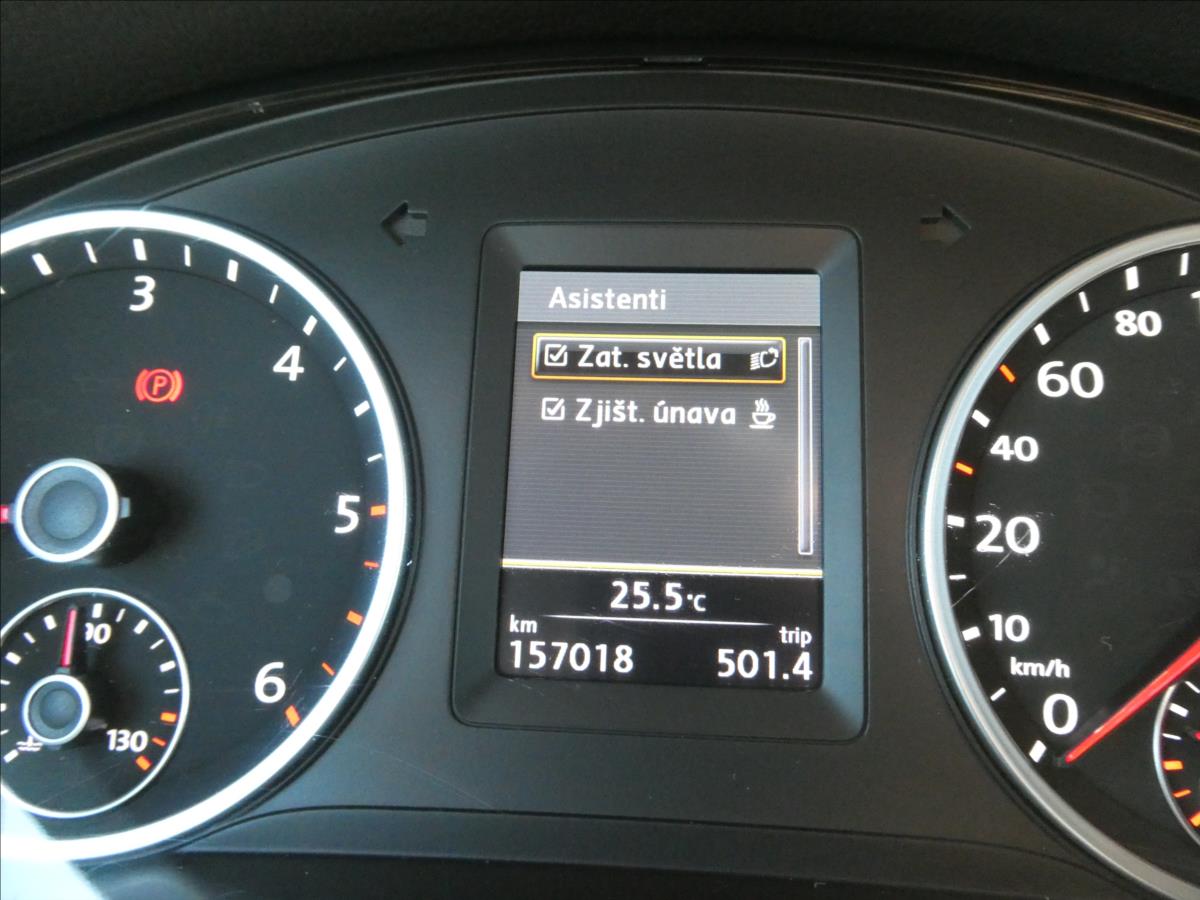 Asistenti
Zat. světla
Zjišt. únava
25.5°C
km
157018
trip
501.4
3
4
5
6
90
130
P
80
60
40
20
10
km/h
0